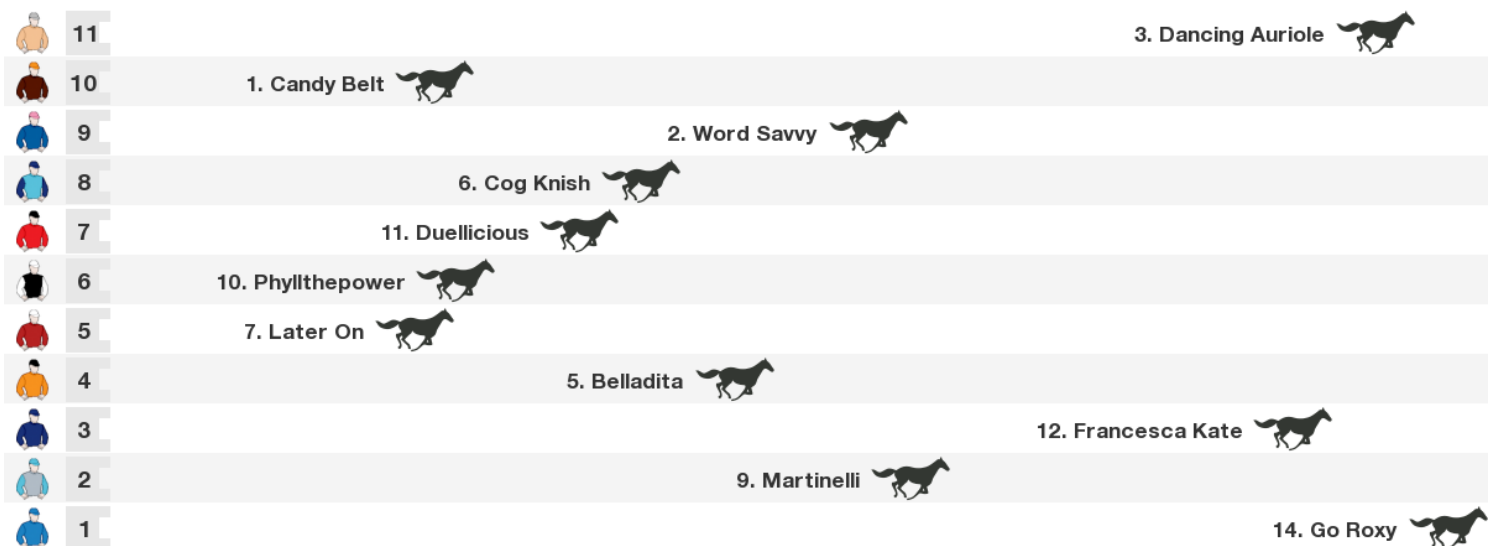 11 3. Dancing Auriole
10 1. Candy Belt
9 2. Word Savvy
8 6. Cog Knish
7 11. Duellicious
6 10. Phyllthepower
5 7. Later On
4 5. Belladita
3 12. Francesca Kate
2 9. Martinelli
1 14. Go Roxy